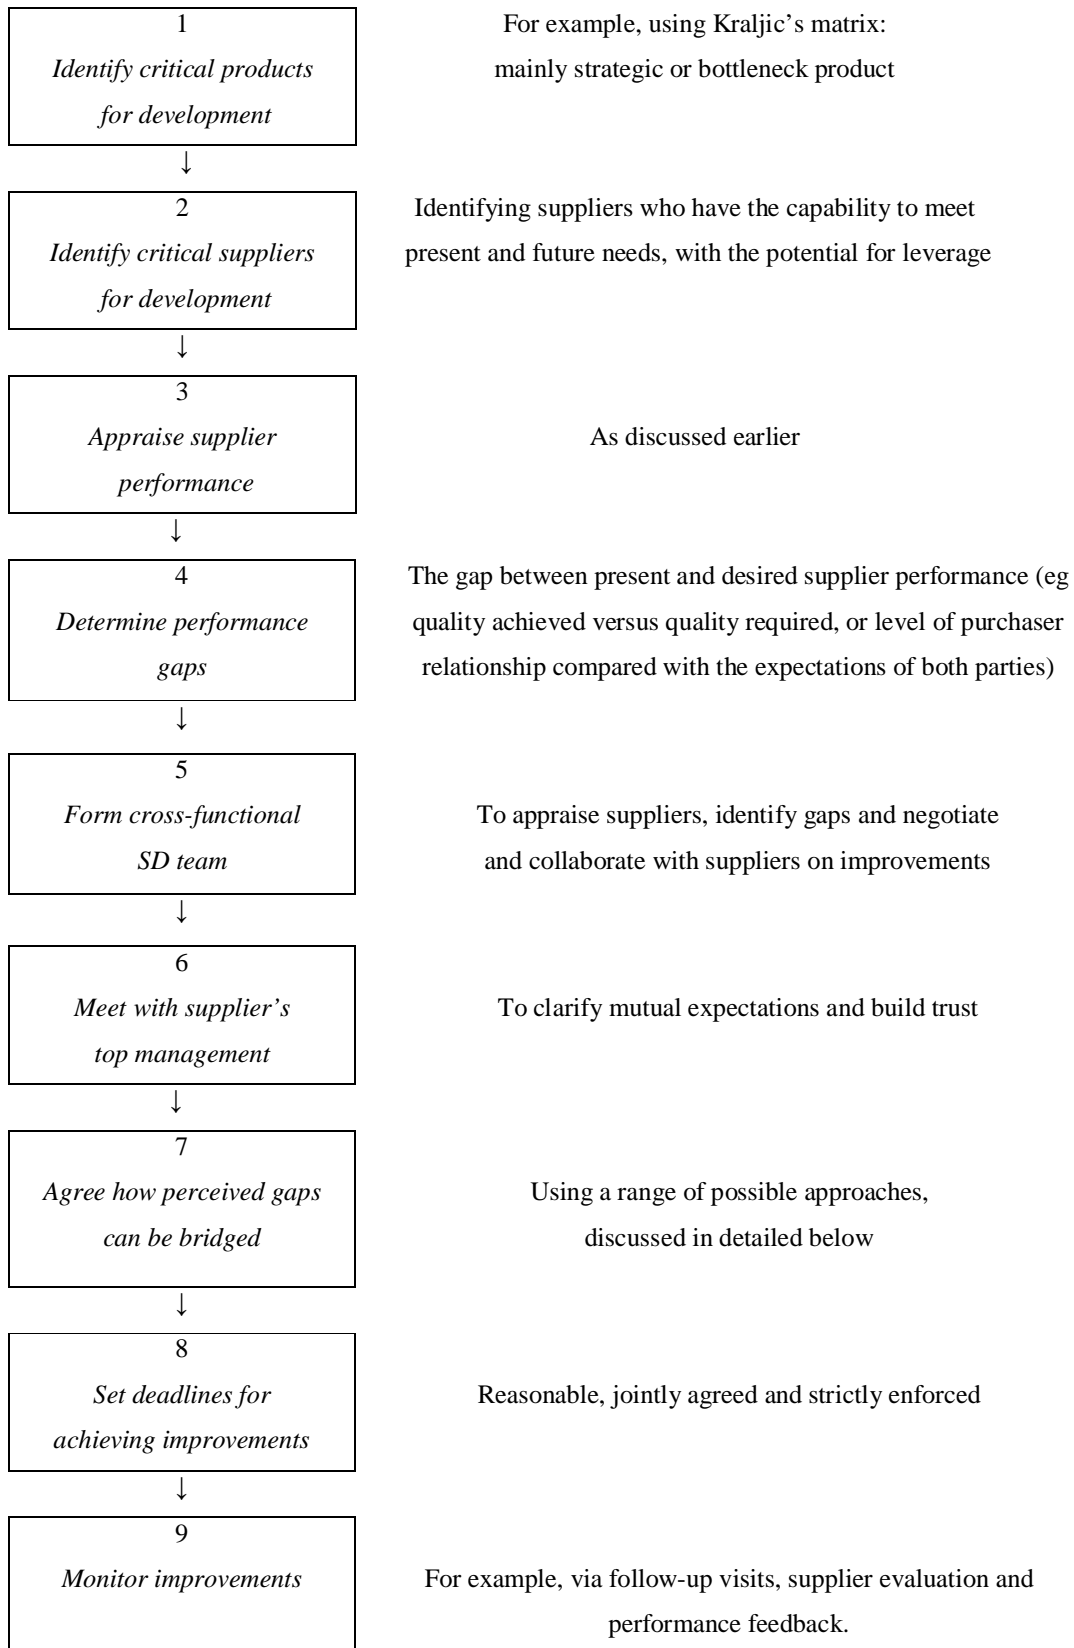 1
Identify critical products
for development
For example, using Kraljic’s matrix:
mainly strategic or bottleneck product
↓
2
Identify critical suppliers
for development
Identifying suppliers who have the capability to meet
present and future needs, with the potential for leverage
↓
3
Appraise supplier
performance
As discussed earlier
↓
4
Determine performance
gaps
The gap between present and desired supplier performance (eg
quality achieved versus quality required, or level of purchaser
relationship compared with the expectations of both parties)
↓
5
Form cross-functional
SD team
To appraise suppliers, identify gaps and negotiate
and collaborate with suppliers on improvements
↓
6
Meet with supplier’s
top management
To clarify mutual expectations and build trust
↓
7
Agree how perceived gaps
can be bridged
Using a range of possible approaches,
discussed in detailed below
↓
8
Set deadlines for
achieving improvements
Reasonable, jointly agreed and strictly enforced
↓
9
Monitor improvements
For example, via follow-up visits, supplier evaluation and
performance feedback.